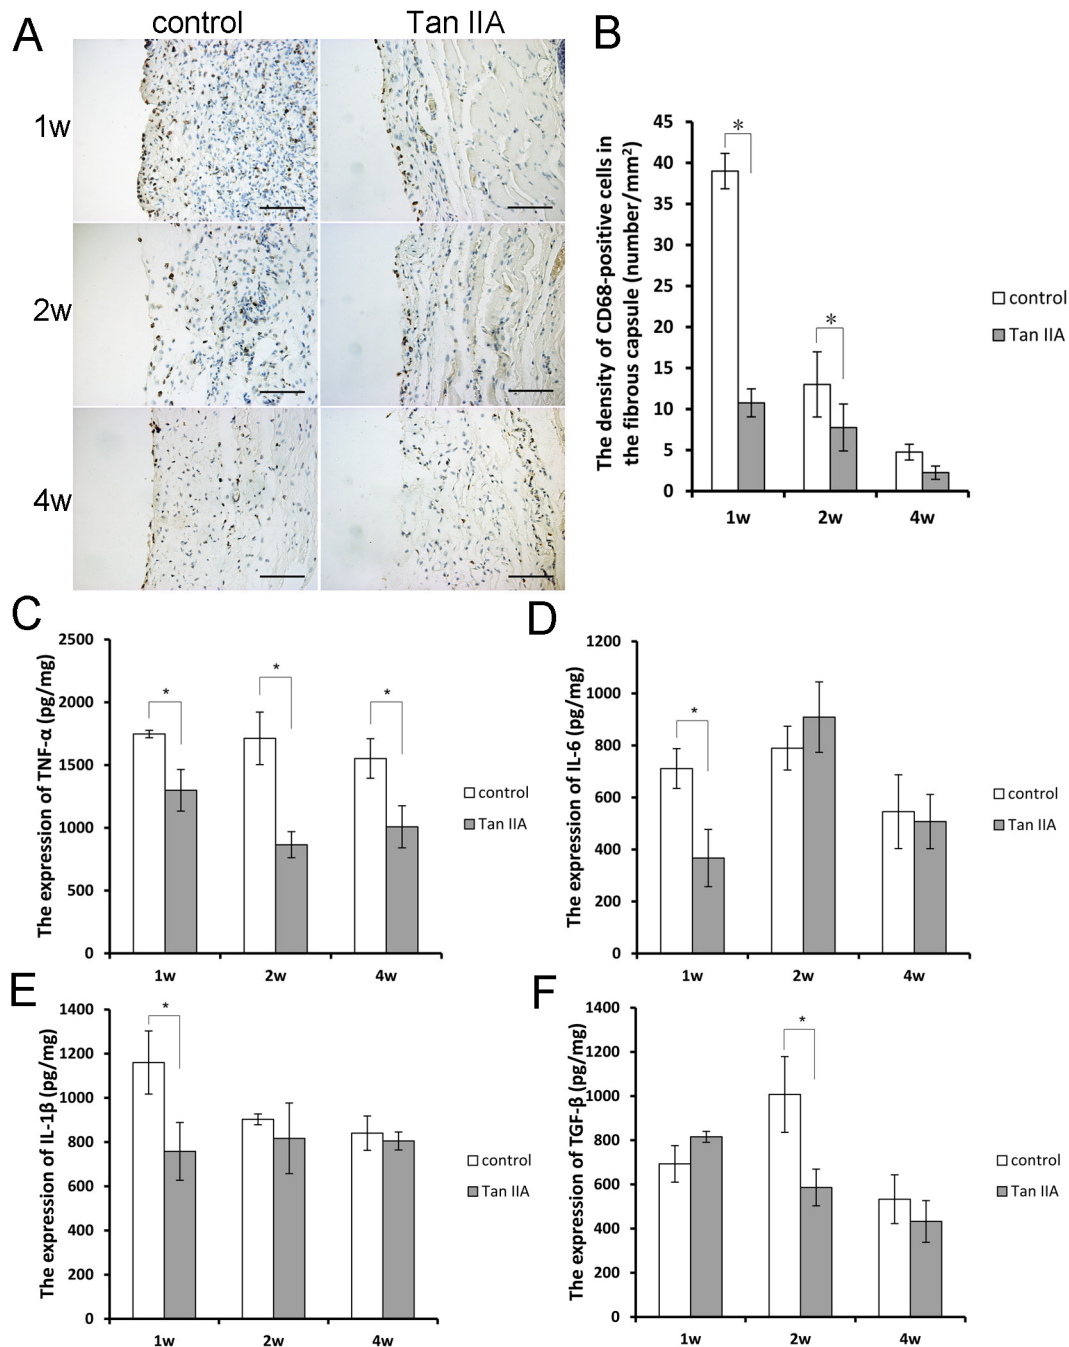 A
control
Tan IIA
1w
2w
4w
B
The density of CD68-positive cells in
the fibrous capsule (number/mm²)
45
40
35
30
25
20
15
10
5
0
*
*
1w
2w
4w
control
Tan IIA
C
The expression of TNF-α (pg/mg)
2500
2000
1500
1000
500
0
*
*
*
1w
2w
4w
control
Tan IIA
D
The expression of IL-6 (pg/mg)
1200
1000
800
600
400
200
0
*
1w
2w
4w
control
Tan IIA
E
The expression of IL-1β (pg/mg)
1400
1200
1000
800
600
400
200
0
*
1w
2w
4w
control
Tan IIA
F
The expression of TGF-β (pg/mg)
1400
1200
1000
800
600
400
200
0
*
1w
2w
4w
control
Tan IIA